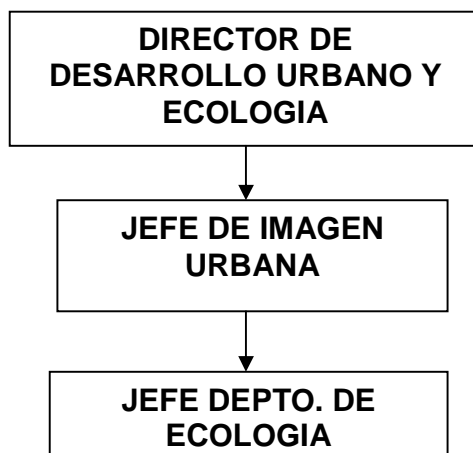 DIRECTOR DE
DESARROLLO URBANO Y
ECOLOGIA
JEFE DE IMAGEN
URBANA
JEFE DEPTO. DE
ECOLOGIA